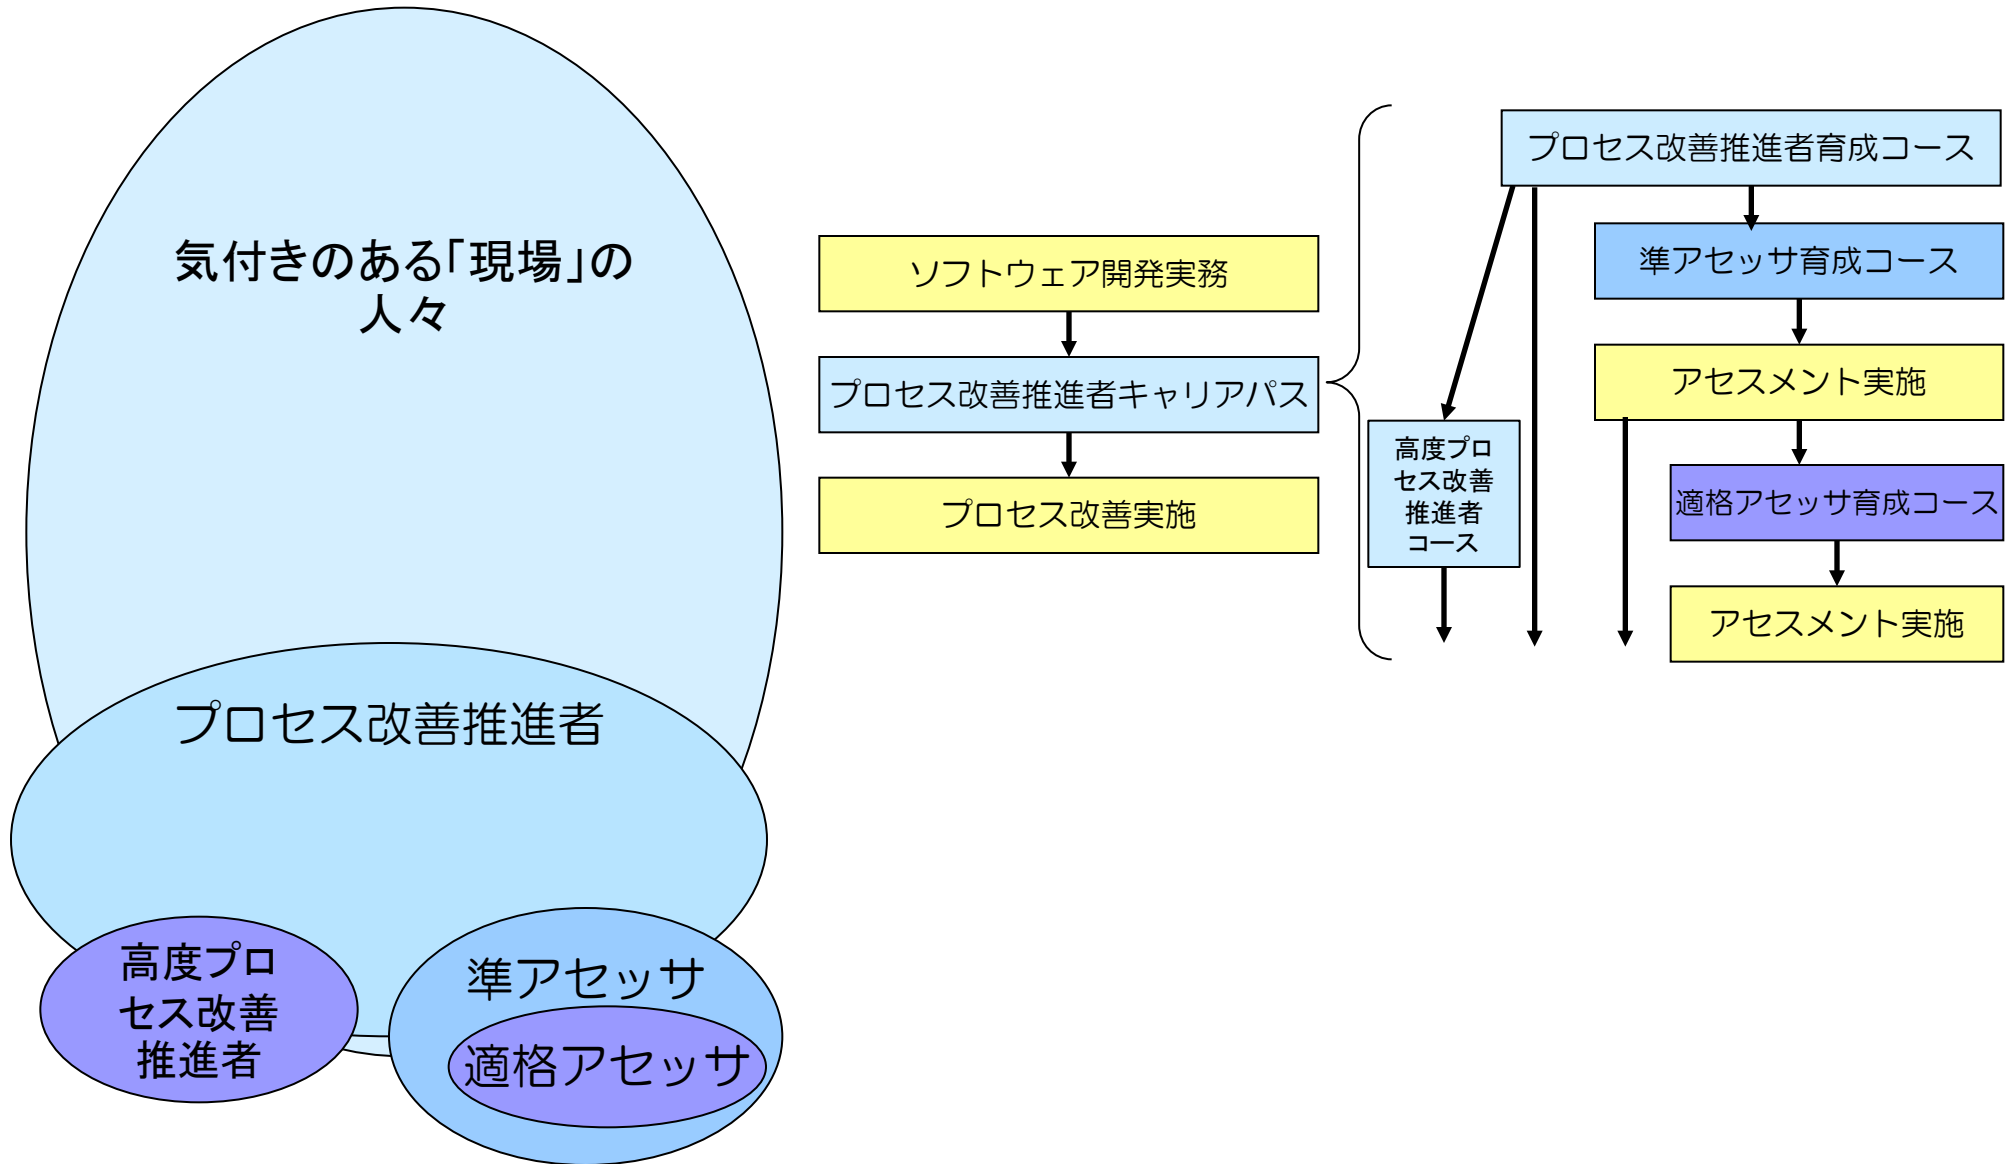 気付きのある「現場」の
人々
プロセス改善推進者
高度プロ
セス改善
推進者
準アセッサ
適格アセッサ
ソフトウェア開発実務
プロセス改善推進者キャリアパス
プロセス改善実施
プロセス改善推進者育成コース
準アセッサ育成コース
アセスメント実施
高度プロ
セス改善
推進者
コース
適格アセッサ育成コース
アセスメント実施